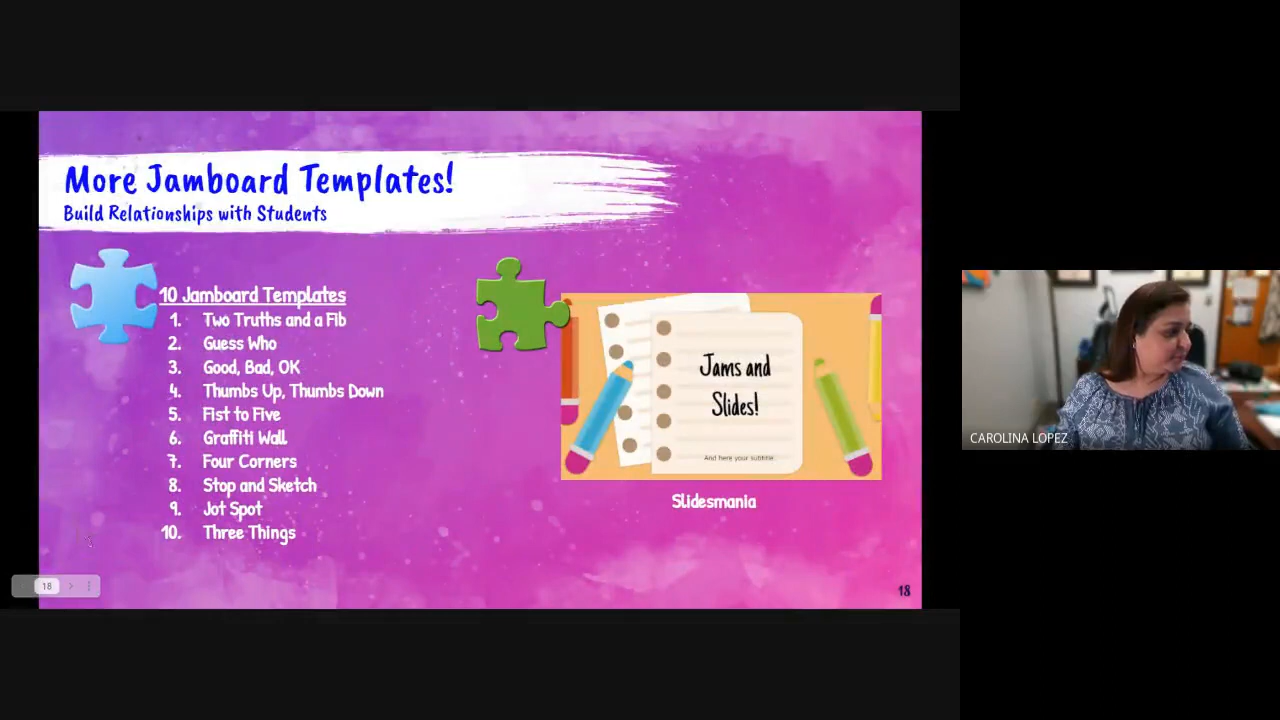 More Jamboard Templates!
Build Relationships with Students
10 Jamboard Templates
1. Two Truths and a Fib
2. Guess Who
3. Good, Bad, OK
4. Thumbs Up, Thumbs Down
5. Fist to Five
6. Graffiti Wall
7. Four Corners
8. Stop and Sketch
9. Jot Spot
10. Three Things
Jams and
Slides!
And here your subtitle
Slidesmania
18
18
CAROLINA LOPEZ